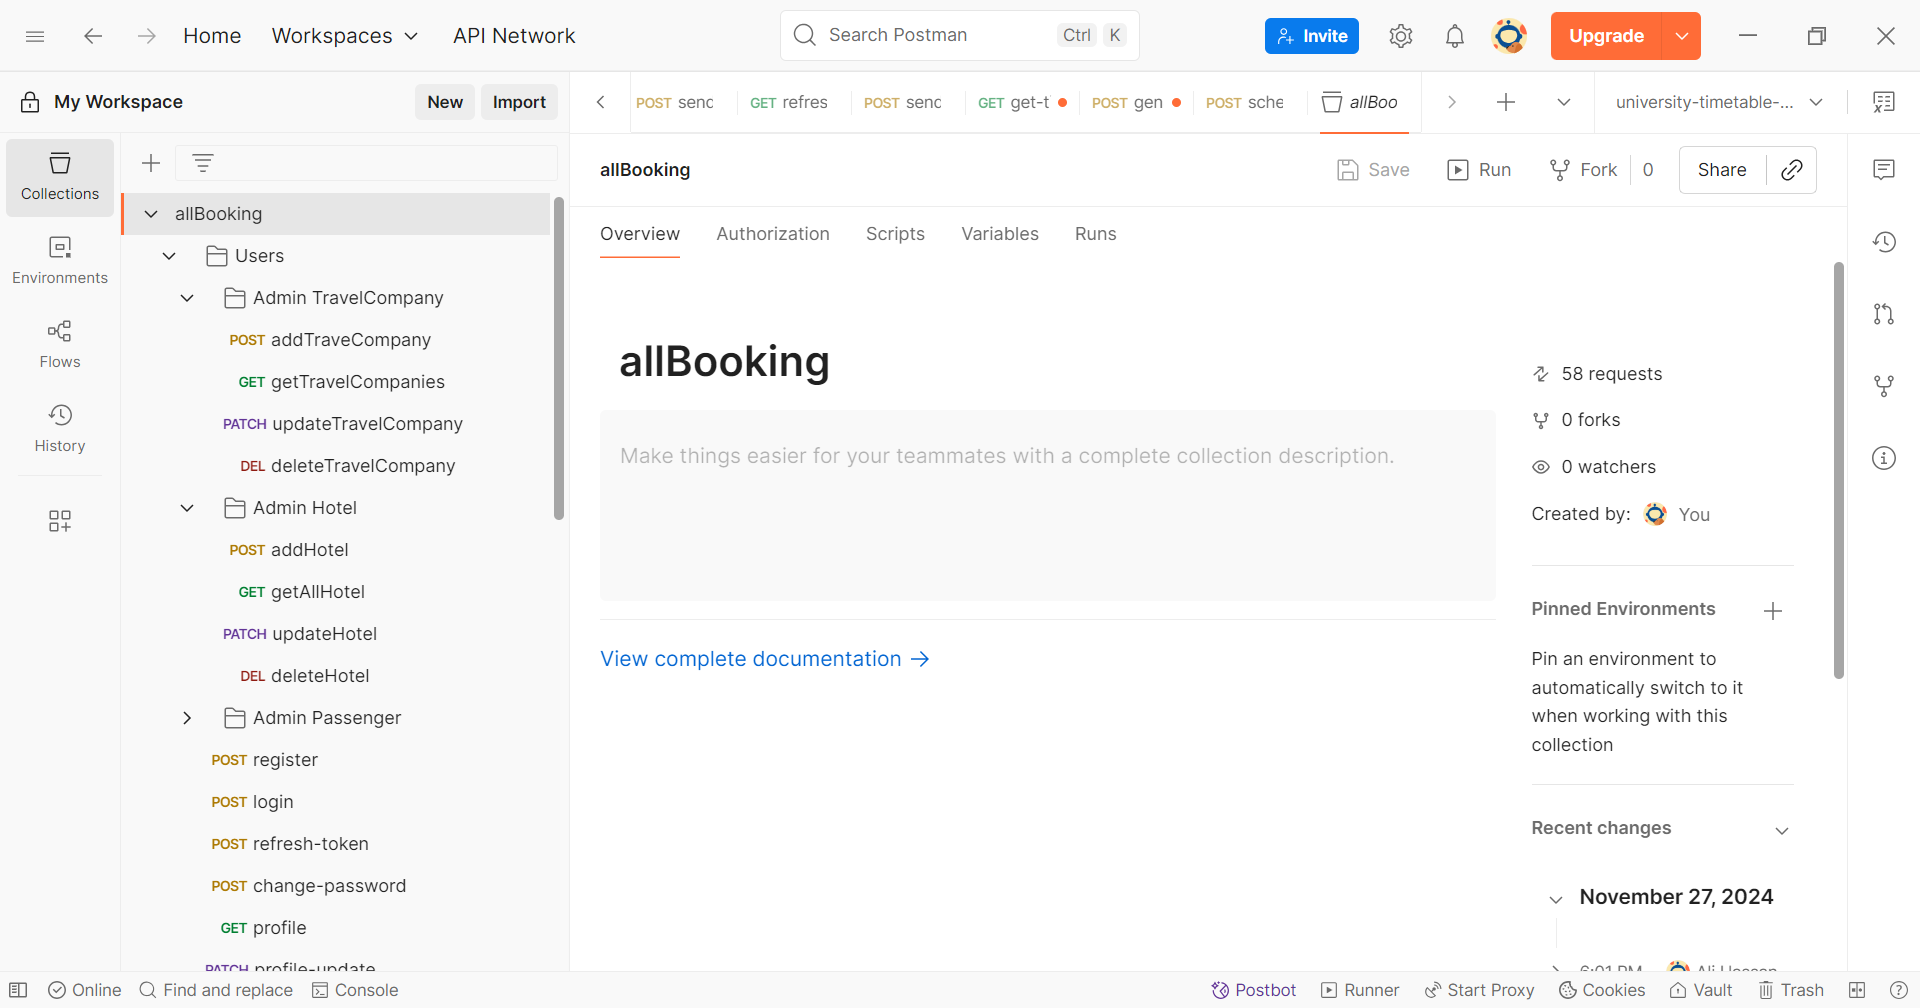 Home
Workspaces
API Network
Search Postman
Ctrl
K
Invite
Upgrade
My Workspace
New
Import
POST senc
GET refres
POST senc
GET get-t
POST gen
POST sche
allBoo
university-timetable-...
Collections
Environments
Flows
History
allBooking
Users
Admin TravelCompany
POST addTraveCompany
GET getTravelCompanies
PATCH updateTravelCompany
DEL deleteTravelCompany
Admin Hotel
POST addHotel
GET getAllHotel
PATCH updateHotel
DEL deleteHotel
Admin Passenger
POST register
POST login
POST refresh-token
POST change-password
GET profile
PATCH profile-update
allBooking
Save
Run
Fork
0
Share
Overview
Authorization
Scripts
Variables
Runs
allBooking
Make things easier for your teammates with a complete collection description.
View complete documentation
58 requests
0 forks
0 watchers
Created by:
You
Pinned Environments
Pin an environment to
automatically switch to it
when working with this
collection
Recent changes
November 27, 2024
6:01 PM
Online
Find and replace
Console
Postbot
Runner
Start Proxy
Cookies
Vault
Trash